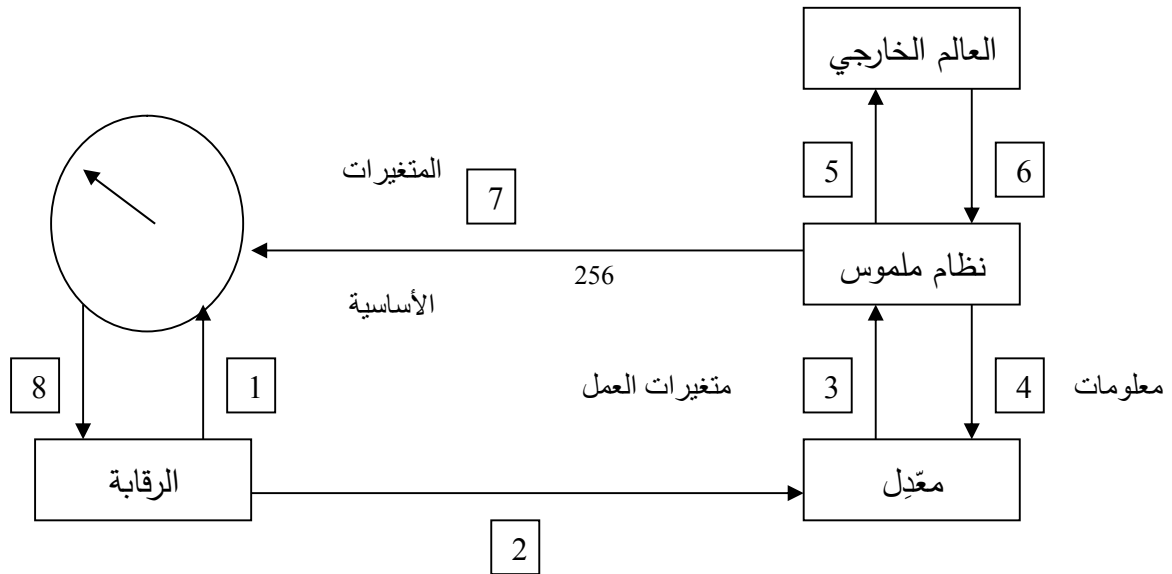 العالم الخارجي
المتغيرات
7
5
6
نظام ملموس
256
الأساسية
8
1
متغيرات العمل
3
4
معلومات
الرقابة
معّدِل
2